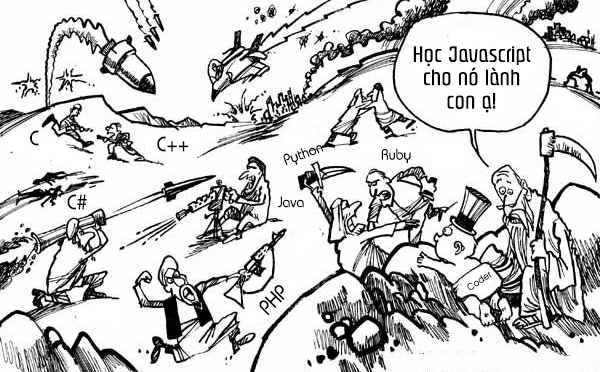 Học Javascript
cho nó lành
con ạ!
C
C++
Python
Ruby
C#
Java
PHP
Coder